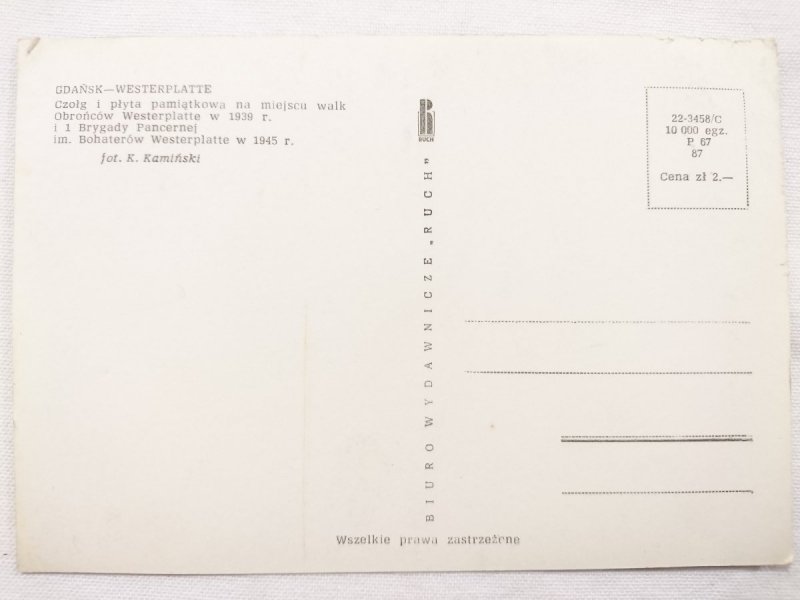 GDAŃSK—WESTERPLATTE
Czołg i płyta pamiątkowa na miejscu walk
Obrońców Westerplatte w 1939 r.
i 1 Brygady Pancernej
im. Bohaterów Westerplatte w 1945 r.
fot. K. Kamiński
R
RUCH
BIURO WYDAWNICZE „RUCH”
22-3458/C
10 000 egz.
P 67
87
Cena zł 2.—
Wszelkie prawa zastrzeżone